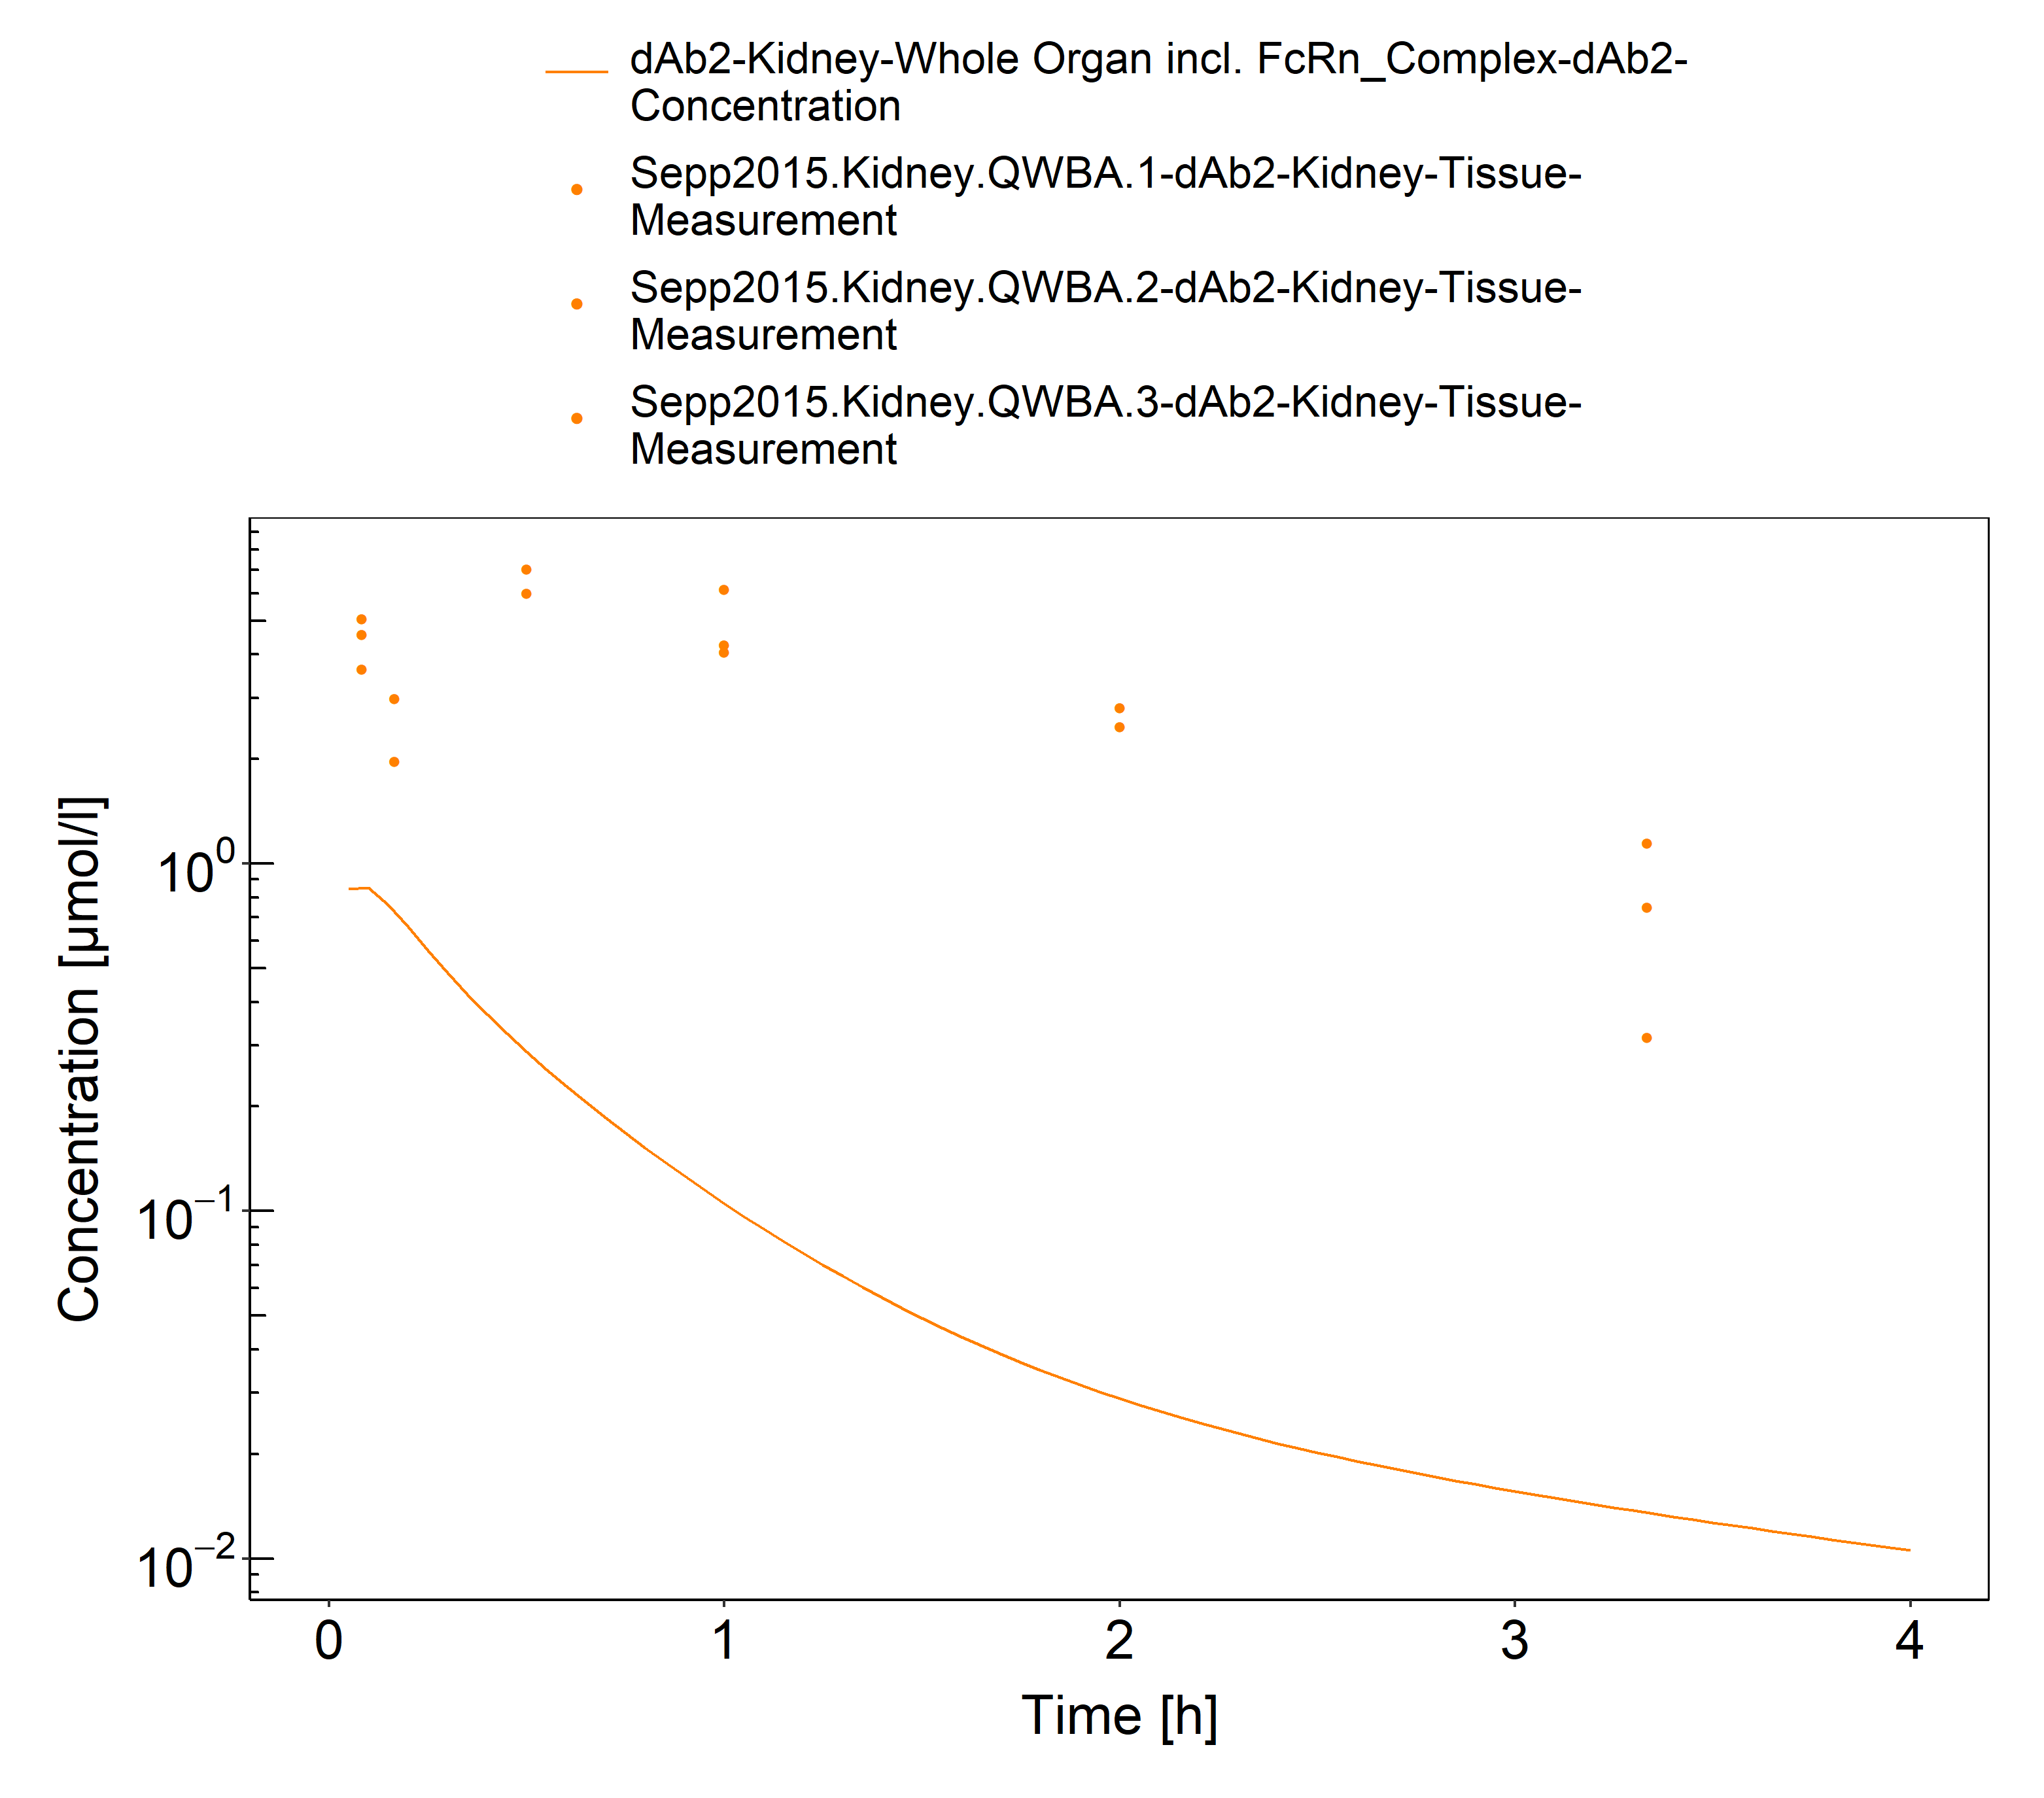 dAb2-Kidney-Whole Organ incl. FcRn_Complex-dAb2-
Concentration
Sepp2015.Kidney.QWBA.1-dAb2-Kidney-Tissue-
Measurement
Sepp2015.Kidney.QWBA.2-dAb2-Kidney-Tissue-
Measurement
Sepp2015.Kidney.QWBA.3-dAb2-Kidney-Tissue-
Measurement
Concentration [µmol/l]
10⁰
10⁻¹
10⁻²
0 1 2 3 4
Time [h]